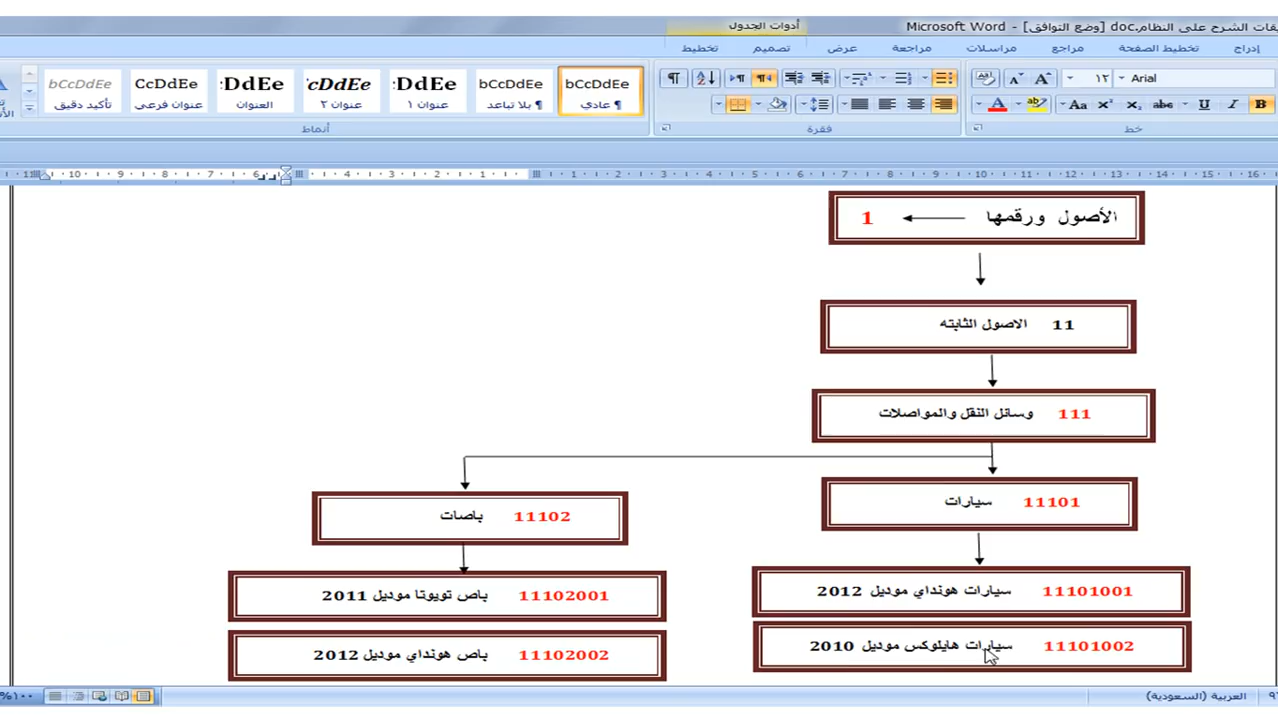 قات الشرح على النظام.doc [وضع التوافق] - Microsoft Word
أدوات الجدول
إدراج تخطيط الصفحة مراجع مراسلات مراجعة عرض تصميم تخطيط
Arial ١٢
خط
فقرة
bCcDdEe bCcDdEe DdEe cDdEe DdEe CcDdEe bCcDdEe
¶ عادي ¶ بلا تباعد عنوان ١ عنوان ٢ العنوان عنوان فرعي تأكيد دقيق
أنماط
الأصول ورقمها 1
11 الاصول الثابته
111 وسائل النقل والمواصلات
11101 سيارات
11102 باصات
11101001 سيارات هونداي موديل 2012
11102001 باص تويوتا موديل 2011
11101002 سيارات هايلوكس موديل 2010
11102002 باص هونداي موديل 2012
العربية (السعودية)
١٠٠%